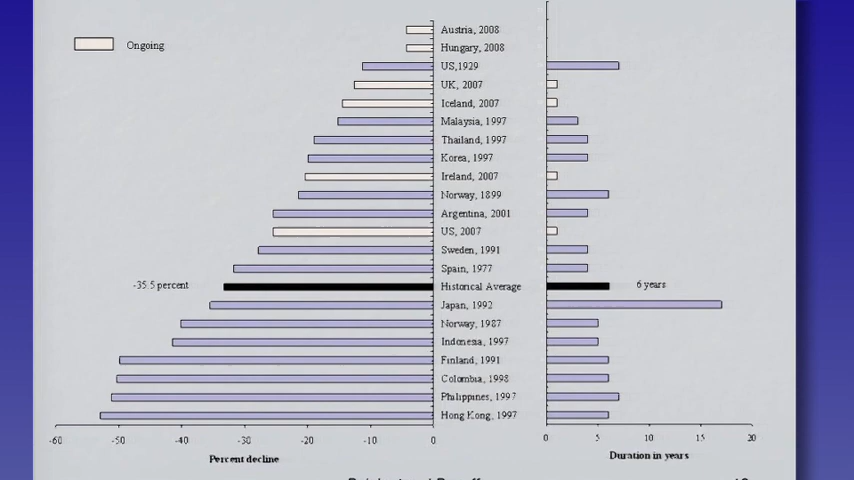 Ongoing
Austria, 2008
Hungary, 2008
US,1929
UK, 2007
Iceland, 2007
Malaysia, 1997
Thailand, 1997
Korea, 1997
Ireland, 2007
Norway, 1899
Argentina, 2001
US, 2007
Sweden, 1991
Spain, 1977
-35.5 percent
Historical Average
6 years
Japan, 1992
Norway, 1987
Indonesia, 1997
Finland, 1991
Colombia, 1998
Philippines, 1997
Hong Kong, 1997
-60 -50 -40 -30 -20 -10 0
0 5 10 15 20
Percent decline
Duration in years